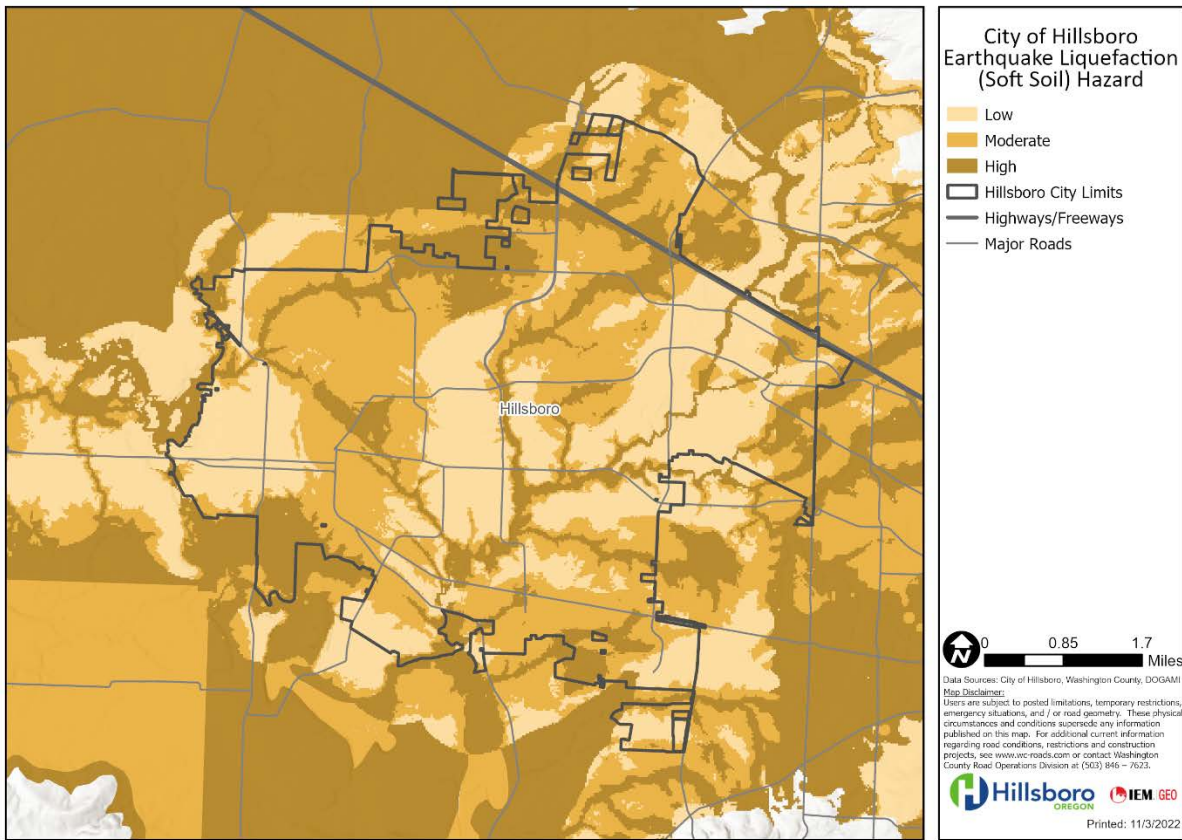 Hillsboro
City of Hillsboro
Earthquake Liquefaction
(Soft Soil) Hazard
Low
Moderate
High
Hillsboro City Limits
Highways/Freeways
Major Roads
N
0 0.85 1.7
Miles
Data Sources: City of Hillsboro, Washington County, DOGAMI
Map Disclaimer:
Users are subject to posted limitations, temporary restrictions,
emergency situations, and / or road geometry. These physical
circumstances and conditions supersede any information
published on this map. For additional current information
regarding road conditions, restrictions and construction
projects, see www.wc-roads.com or contact Washington
County Road Operations Division at (503) 846 – 7623.
Hillsboro
OREGON
IEM GEO
Printed: 11/3/2022